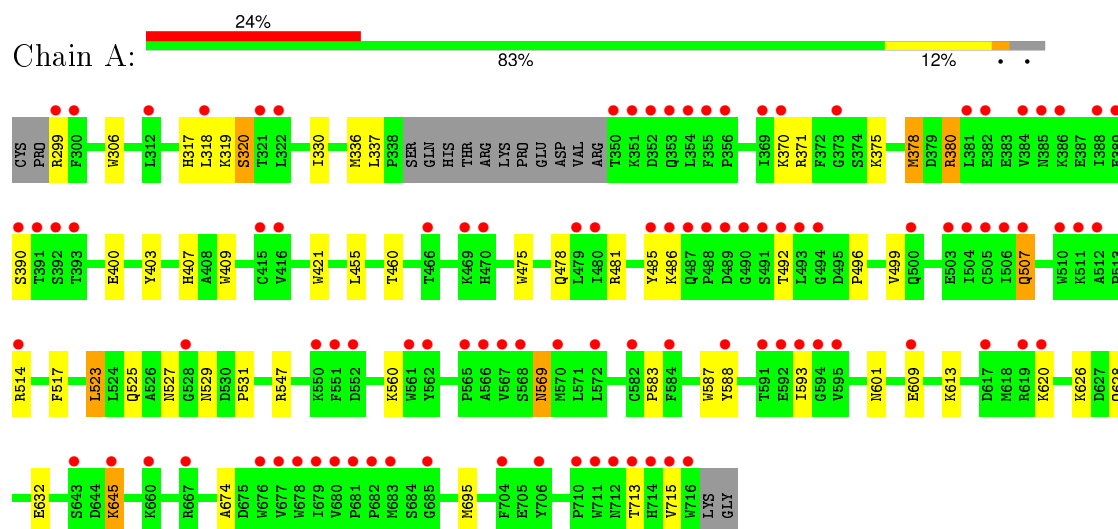 24%
Chain A:
83% 12% • •
CYS PRO R299 F300 W306 L312 H317 L318 K319 S320 T321 L322 I330 M336 L337 P338 SER GLN HIS THR ARG LYS PRO GLU ASP VAL ARG T350 K351 D352 Q353 L354 F355 P356 I369 K370 R371 F372 G373 S374 K375 M378 D379 R380 L381 E382 E383 V384 N385 K386 E387 I388
S390 T391 S392 T393 E400 Y403 H407 A408 W409 C415 V416 W421 L455 T460 T466 K469 H470 W475 Q478 L479 I480 R481 Y485 K486 Q487 P488 D489 G490 S491 T492 L493 G494 D495 P496 V499 Q500 E503 I504 C505 I506 Q507 W510 K511 A512
R514 F517 L523 L524 Q525 A526 N527 G528 N529 D530 P531 R547 K550 F551 D552 K560 W561 Y562 P565 A566 V567 S568 N569 M570 L571 L572 C582 P583 F584 W587 Y588 T591 E592 I593 G594 V595 N601 E609 K613 D617 M618 R619 K620 K626 D627
E632 S643 D644 K645 K660 R667 A674 D675 W676 V677 W678 I679 V680 P681 P682 M683 S684 G685 M695 F704 E705 Y706 P710 W711 N712 T713 H714 V715 W716 LYS GLY